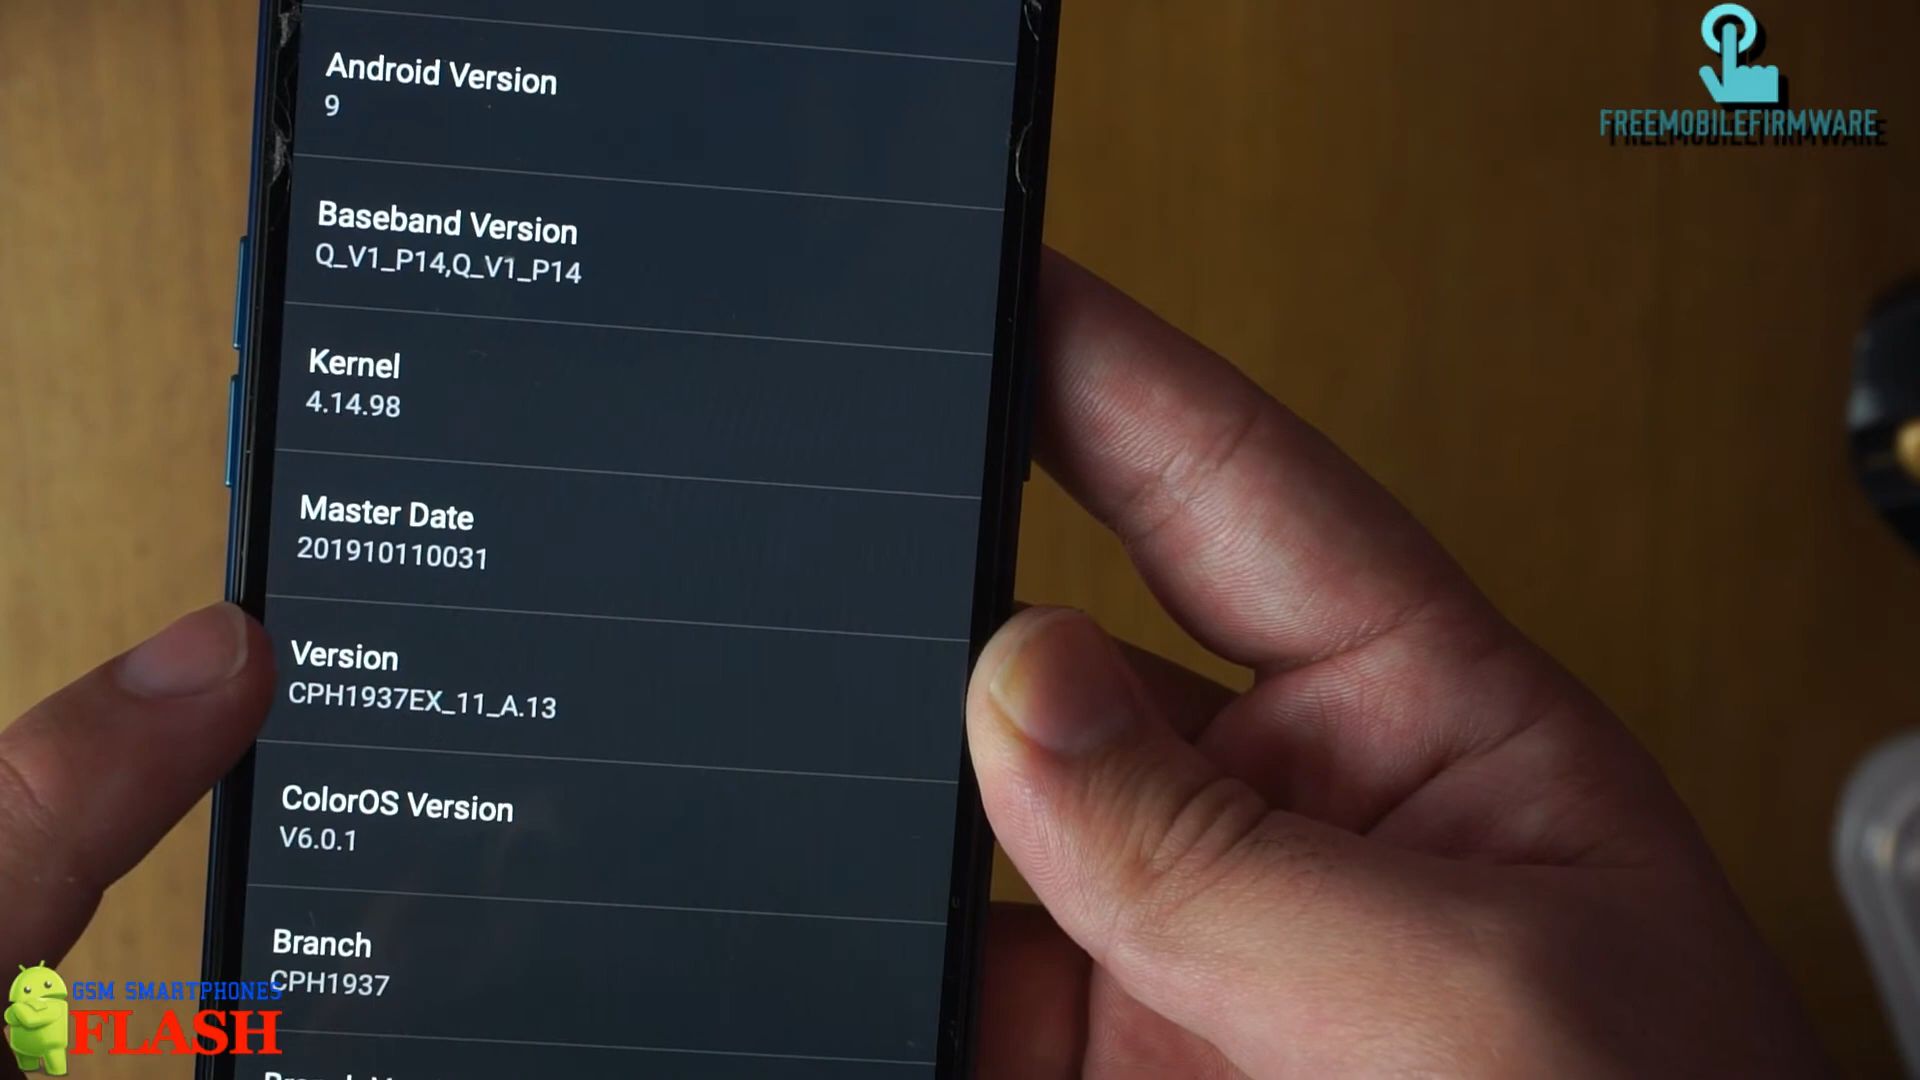 Android Version
9
Baseband Version
Q_V1_P14,Q_V1_P14
Kernel
4.14.98
Master Date
201910110031
Version
CPH1937EX_11_A.13
ColorOS Version
V6.0.1
Branch
CPH1937
FREEMOBILEFIRMWARE
GSM SMARTPHONES
FLASH